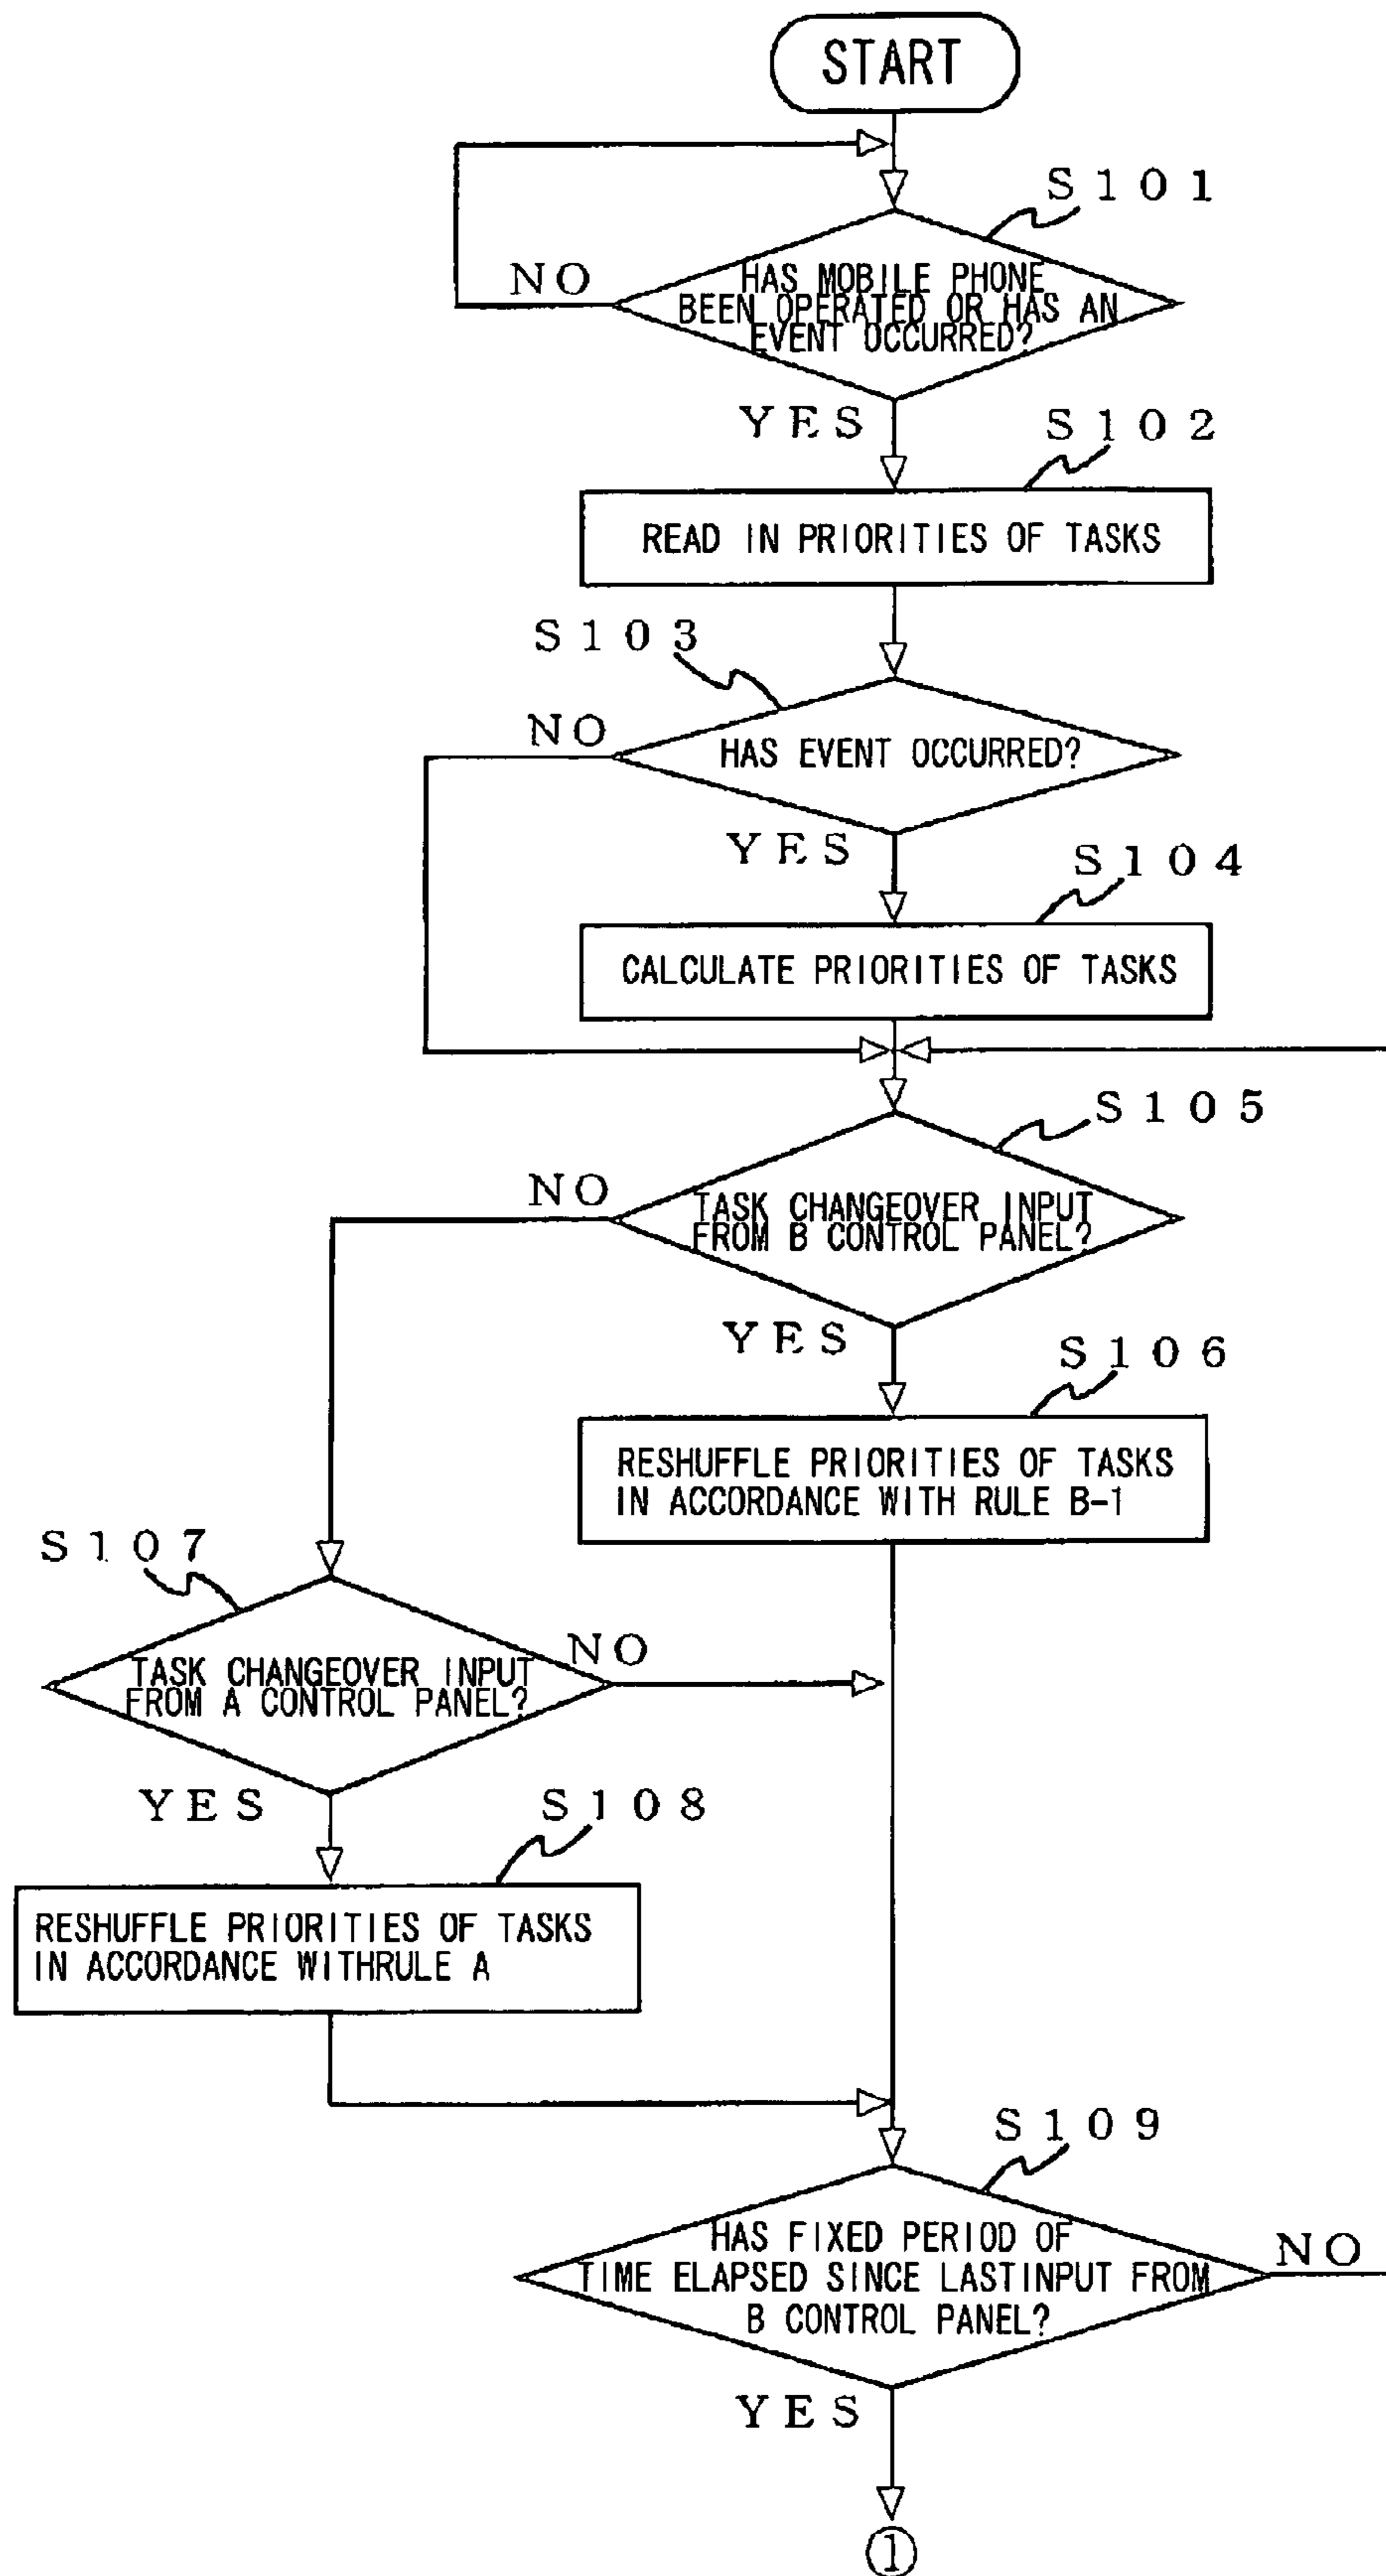 START
S101
HAS MOBILE PHONE
BEEN OPERATED OR HAS AN
EVENT OCCURRED?
NO
YES
S102
READ IN PRIORITIES OF TASKS
S103
NO
HAS EVENT OCCURRED?
YES
S104
CALCULATE PRIORITIES OF TASKS
S105
NO
TASK CHANGEOVER INPUT
FROM B CONTROL PANEL?
YES
S106
RESHUFFLE PRIORITIES OF TASKS
IN ACCORDANCE WITH RULE B-1
S107
NO
TASK CHANGEOVER INPUT
FROM A CONTROL PANEL?
YES
S108
RESHUFFLE PRIORITIES OF TASKS
IN ACCORDANCE WITHRULE A
S109
HAS FIXED PERIOD OF
TIME ELAPSED SINCE LASTINPUT FROM
B CONTROL PANEL?
NO
YES
①